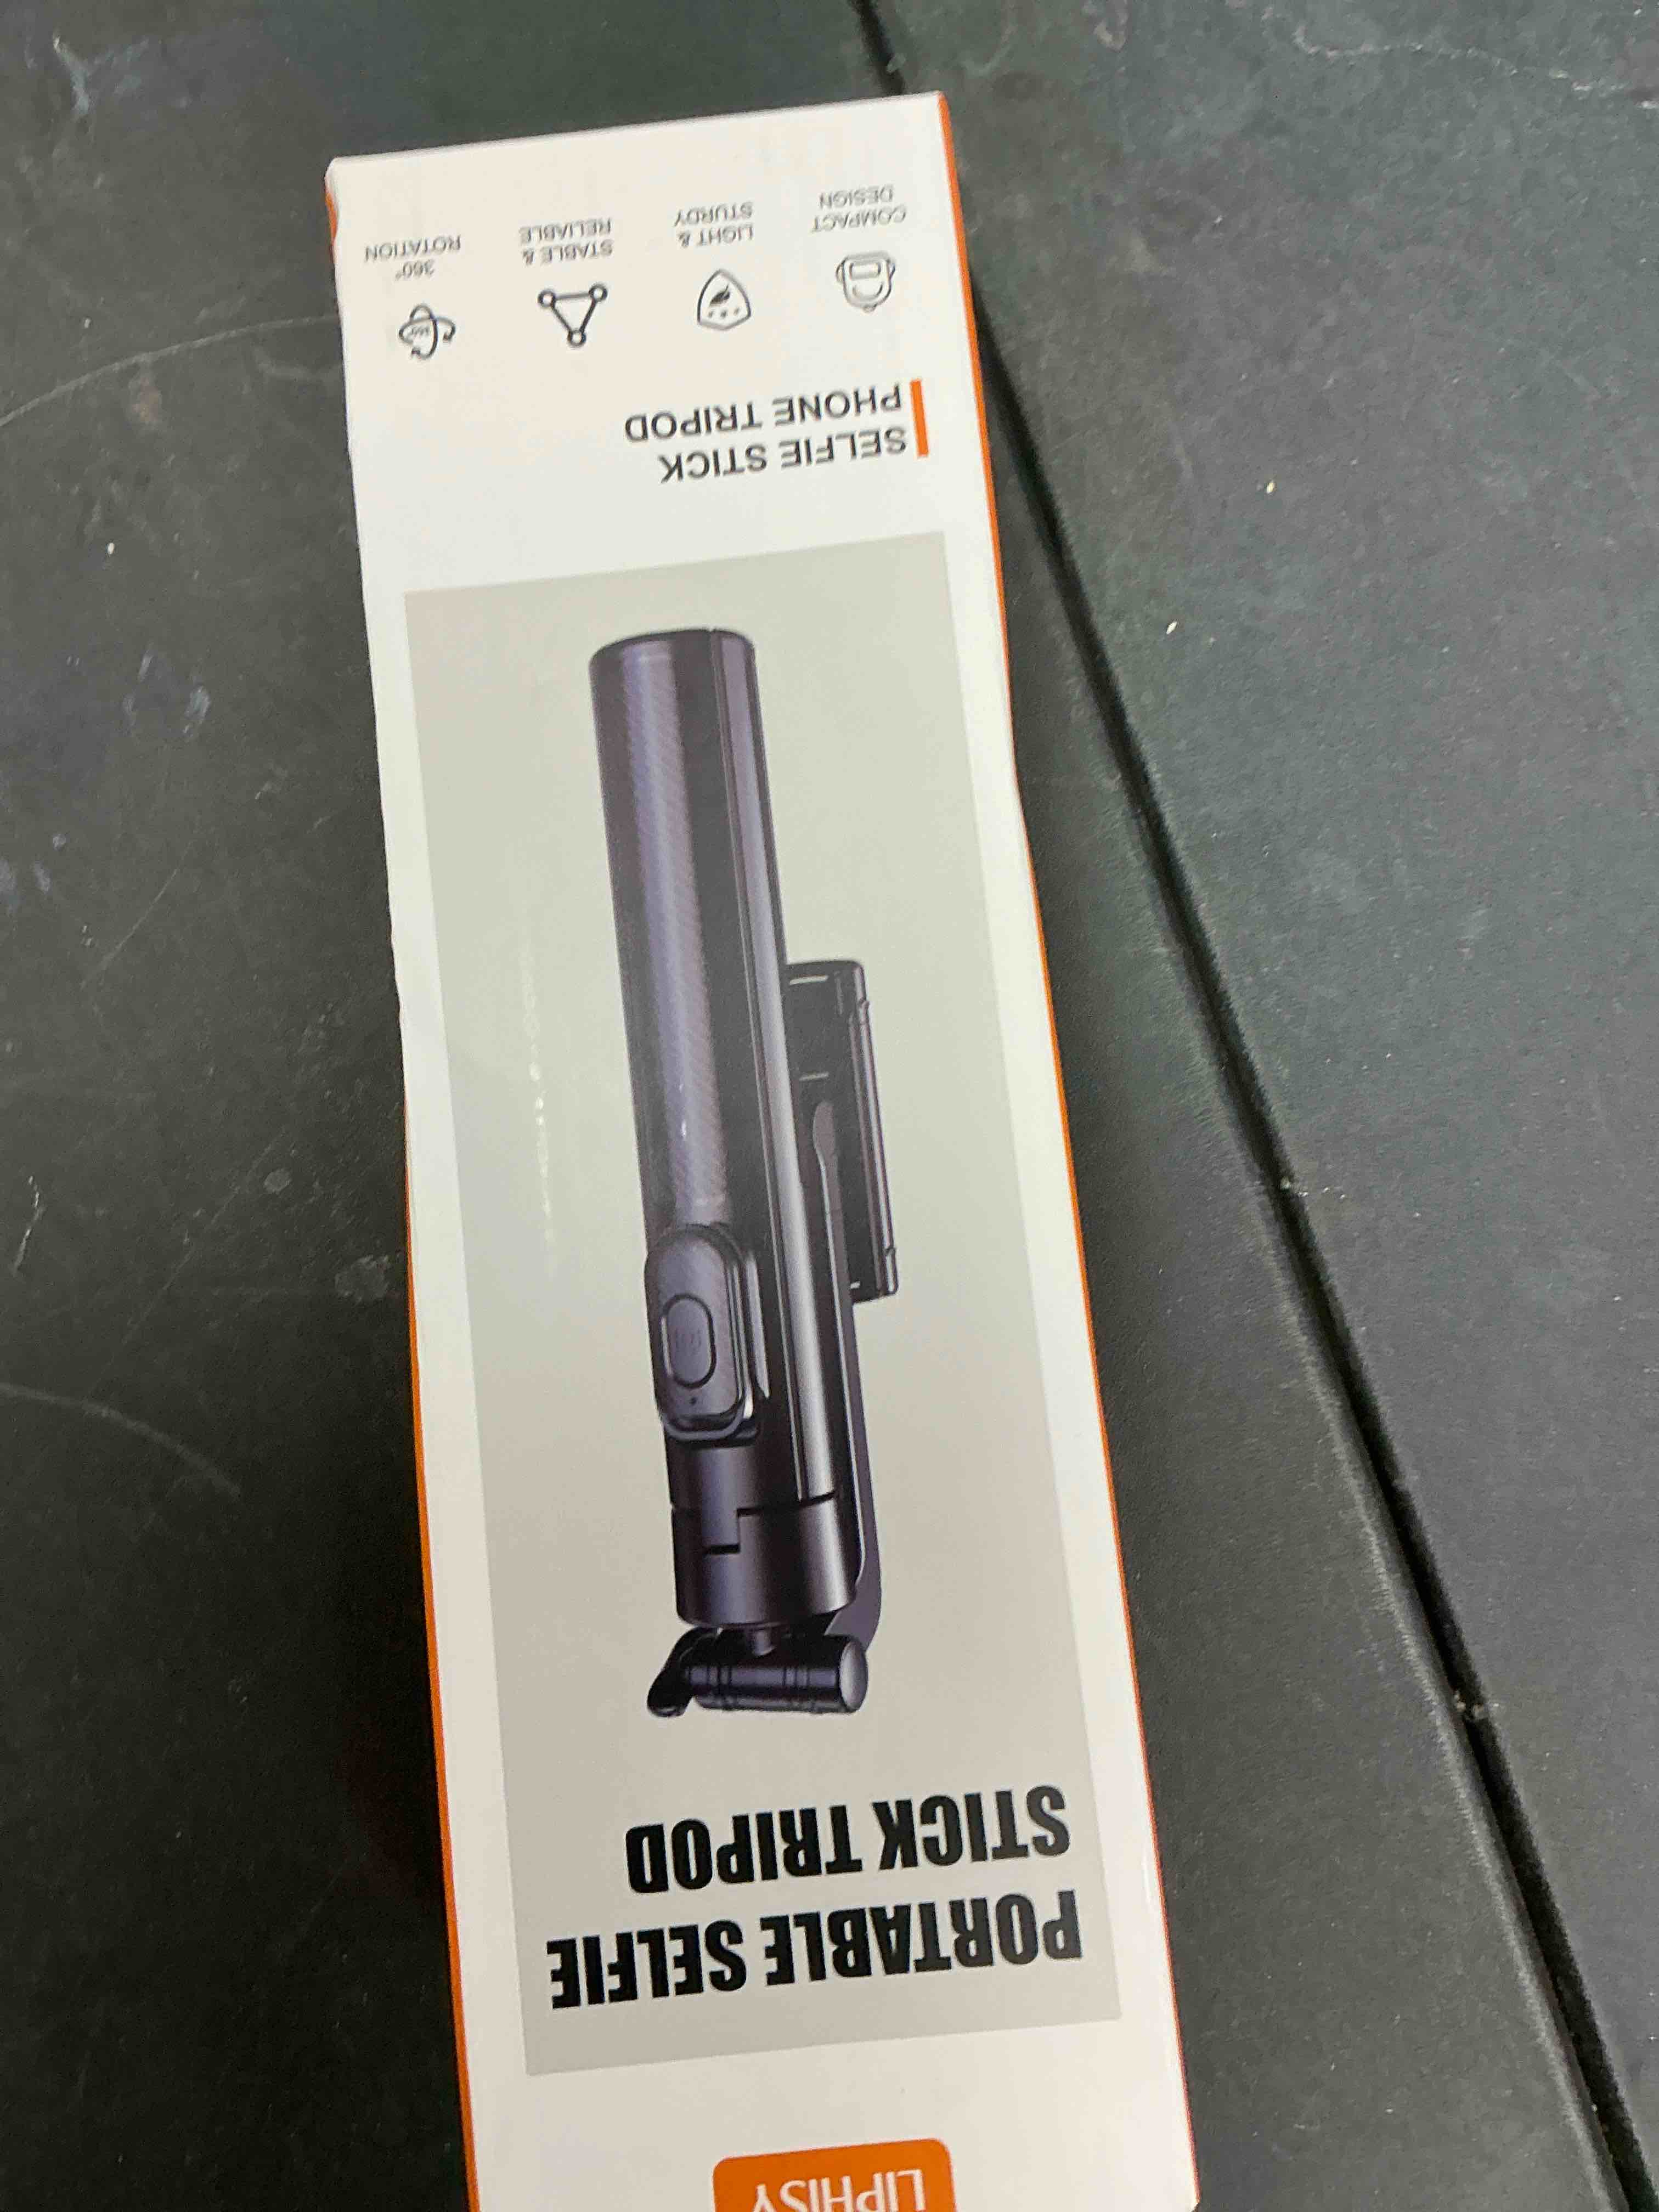 LIPHISY
PORTABLE SELFIE
STICK TRIPOD
SELFIE STICK
PHONE TRIPOD
COMPACT
DESIGN
LIGHT &
STURDY
STABLE &
RELIABLE
360°
ROTATION